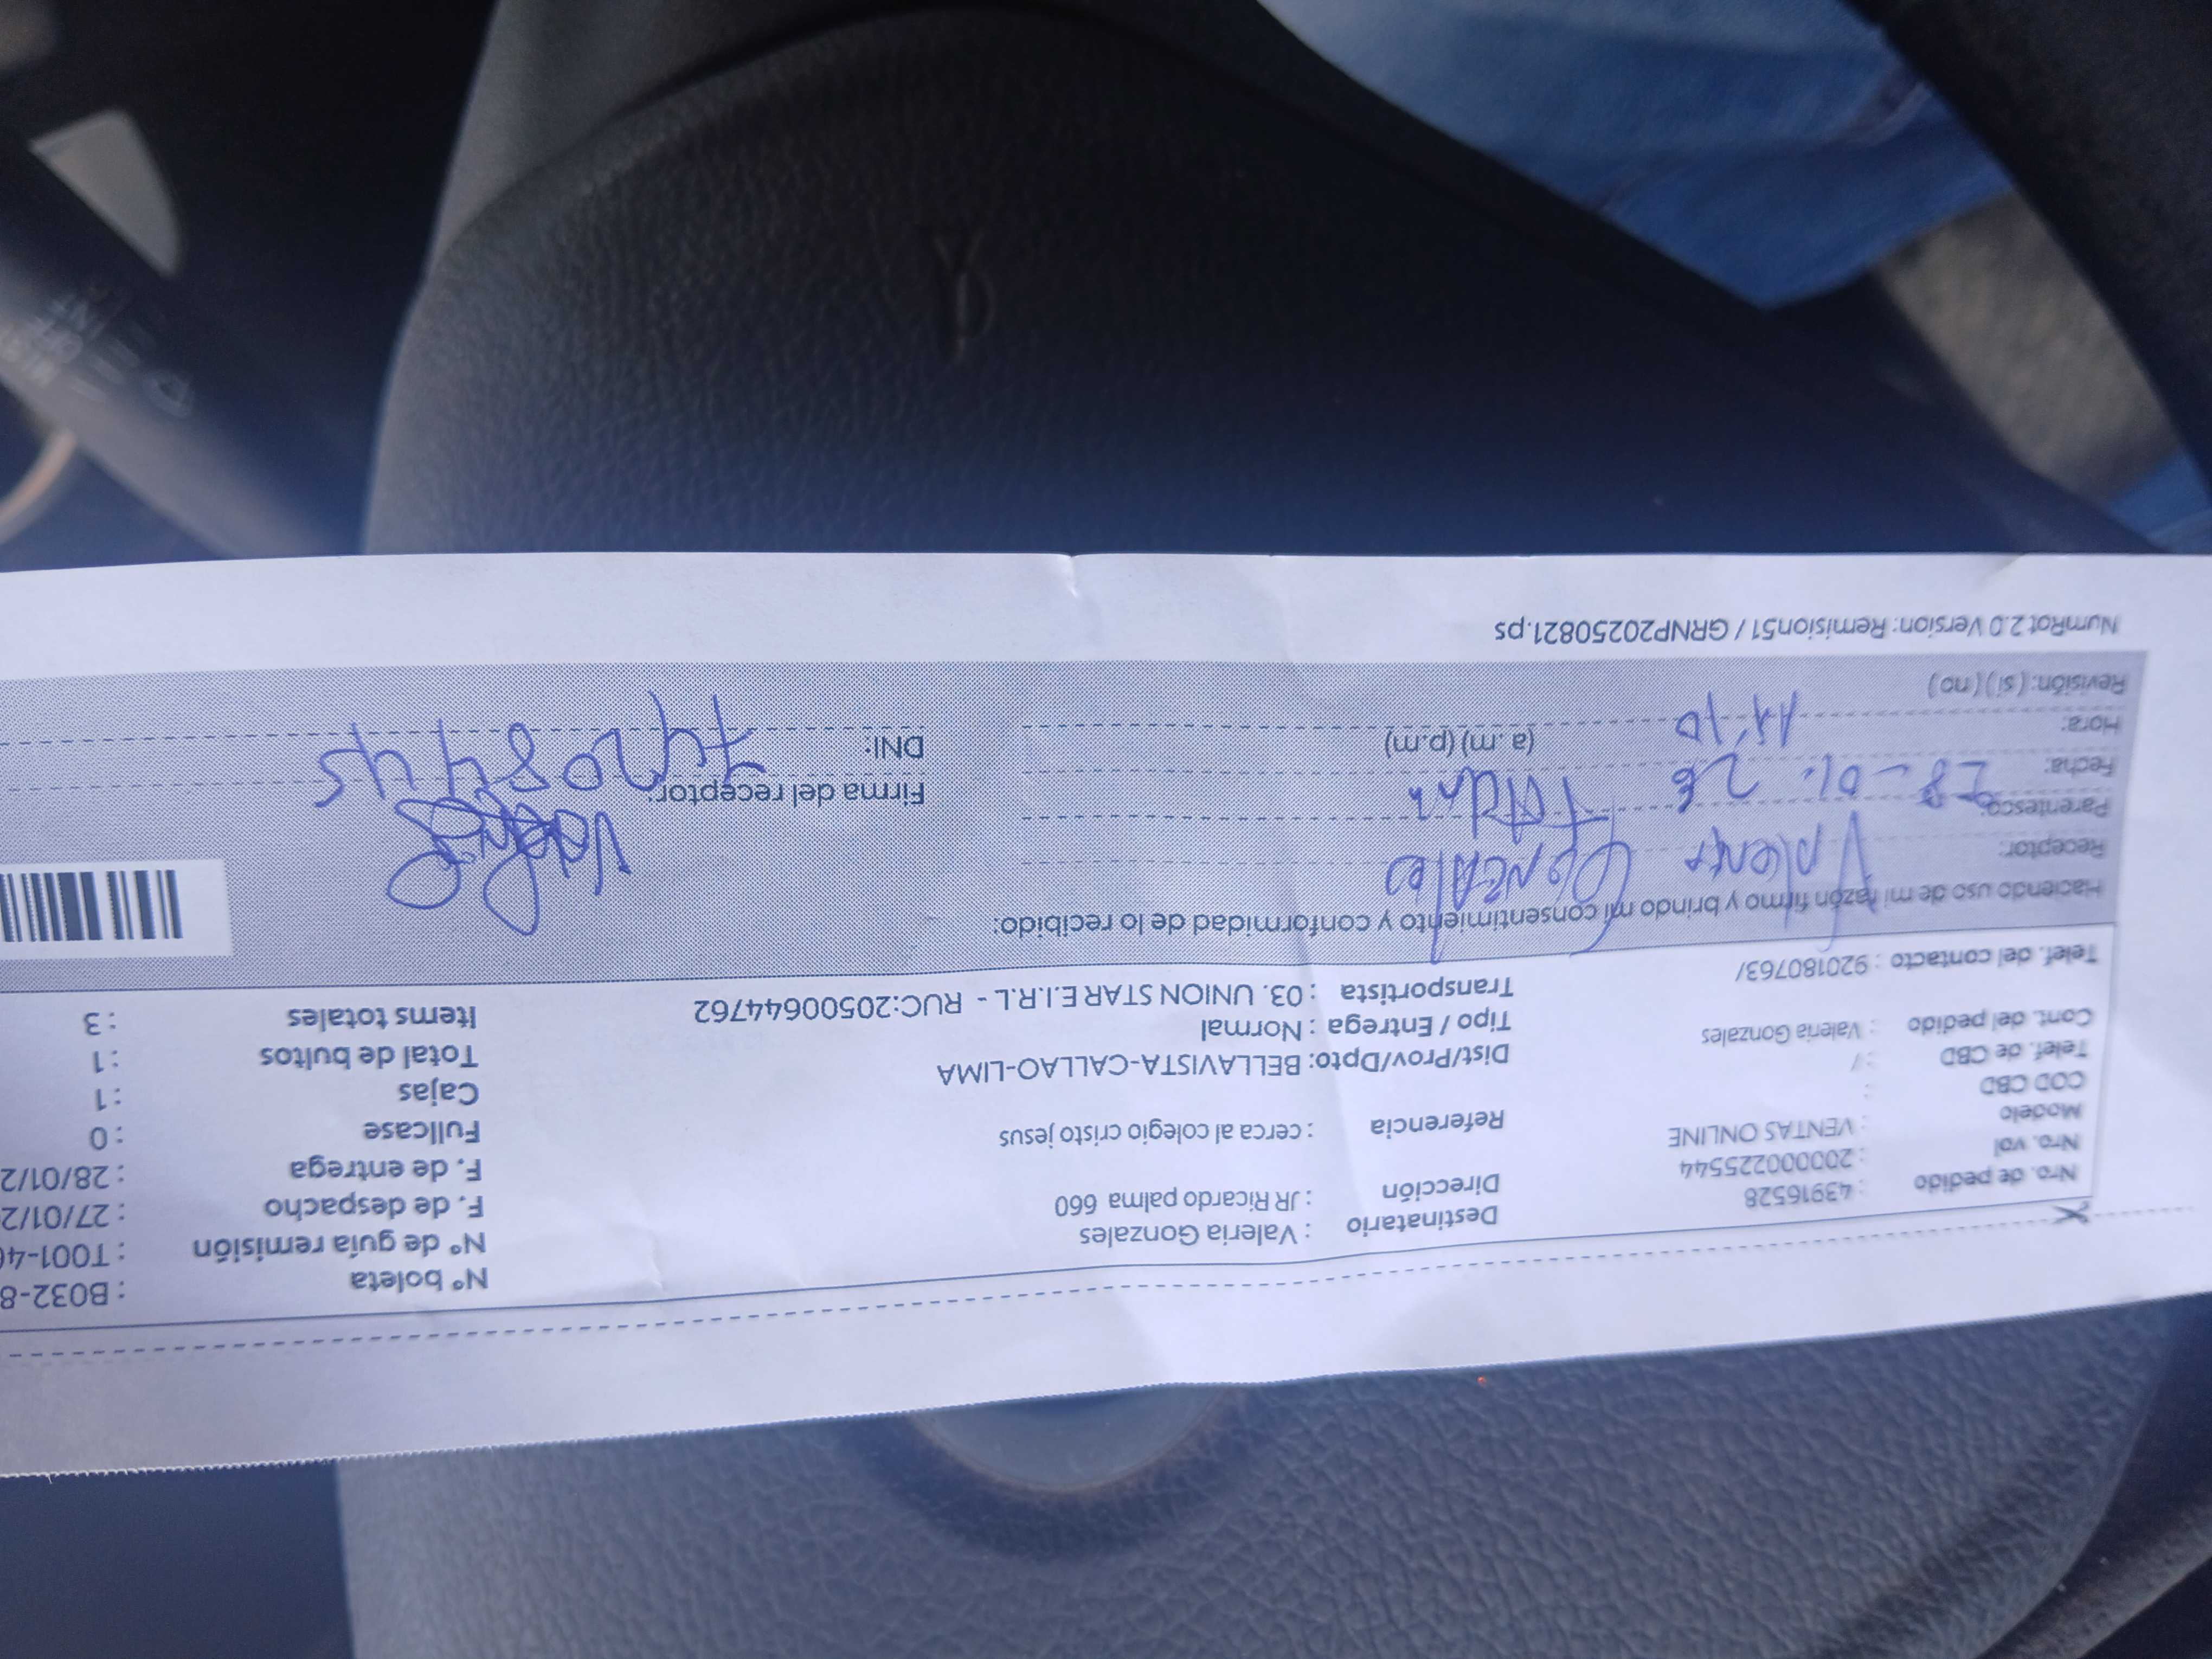 Nro. de pedido : 43916528
Nro. vol : 20000022​5544
Modelo : VENTAS ONLINE
COD CBD :
Telef. de CBD : /
Cont. del pedido : Valeria Gonzales
Telef. del contacto : 920180763/
Destinatario : Valeria Gonzales
Dirección : JR Ricardo palma 660
Referencia : cerca al colegio cristo jesus
Dist/Prov/Dpto: BELLAVISTA-CALLAO-LIMA
Tipo / Entrega : Normal
Transportista : 03. UNION STAR E.I.R.L - RUC:20500644762
N° boleta : B032-8
N° de guía remisión : T001-4
F. de despacho : 27/01/2
F. de entrega : 28/01/2
Fullcase : 0
Cajas : 1
Total de bultos : 1
Items totales : 3
Haciendo uso de mi razón firmo y brindo mi consentimiento y conformidad de lo recibido:
Receptor: Gonzales
Parentesco:
Fecha: 28-01-26
Hora: 11:10 (a.m) (p.m)
Revisión: (si) (no)
Firma del receptor:
DNI: 74208445
NumRot 2.0 Version: Remision51 / GRNP20250821.ps